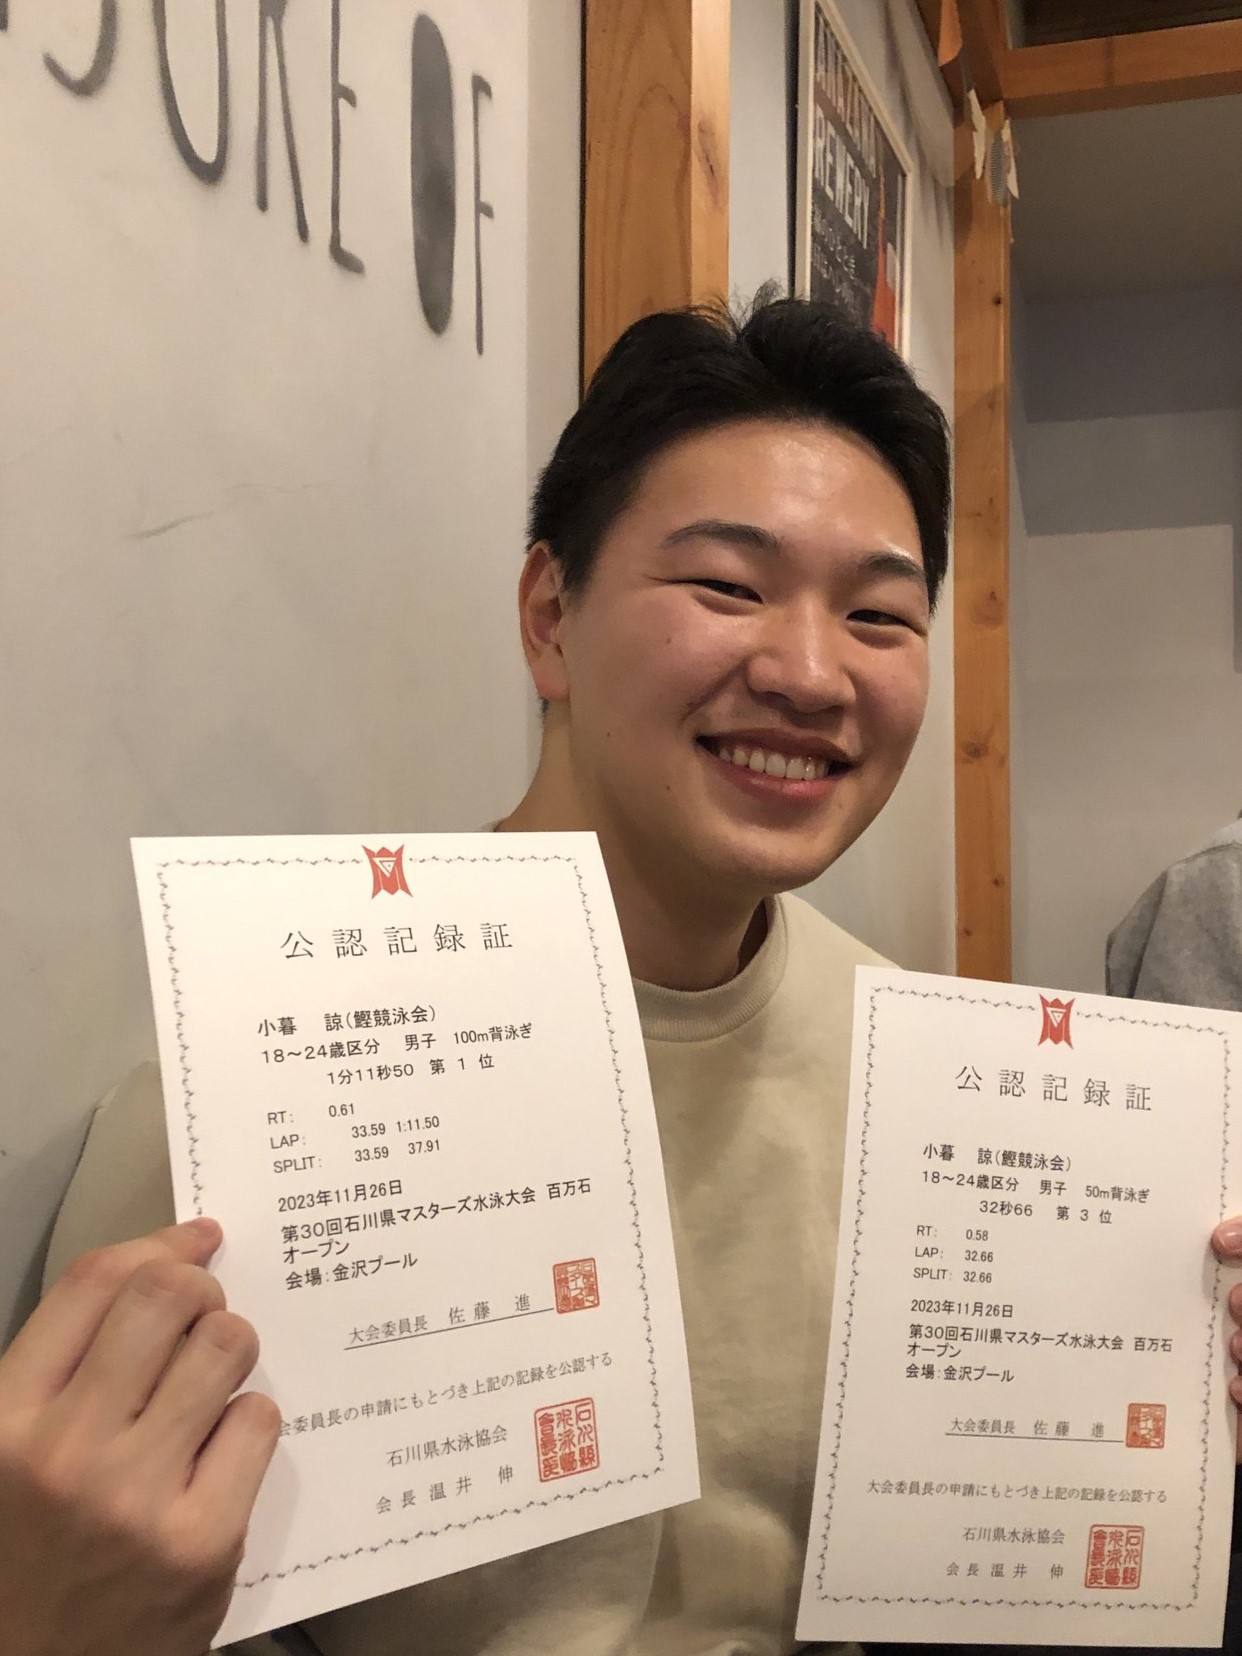 URE OF
BREWERY
公認記録証
小暮 諒(鰹競泳会)
18～24歳区分 男子 100m背泳ぎ
1分11秒50 第 1 位
RT: 0.61
LAP: 33.59 1:11.50
SPLIT: 33.59 37.91
2023年11月26日
第30回石川県マスターズ水泳大会 百万石
オープン
会場:金沢プール
大会委員長 佐藤 進
会委員長の申請にもとづき上記の記録を公認する
石川県水泳協会
会長 温井 伸
公認記録証
小暮 諒(鰹競泳会)
18～24歳区分 男子 50m背泳ぎ
32秒66 第 3 位
RT: 0.58
LAP: 32.66
SPLIT: 32.66
2023年11月26日
第30回石川県マスターズ水泳大会 百万石
オープン
会場:金沢プール
大会委員長 佐藤 進
大会委員長の申請にもとづき上記の記録を公認する
石川県水泳協会
会長 温井 伸